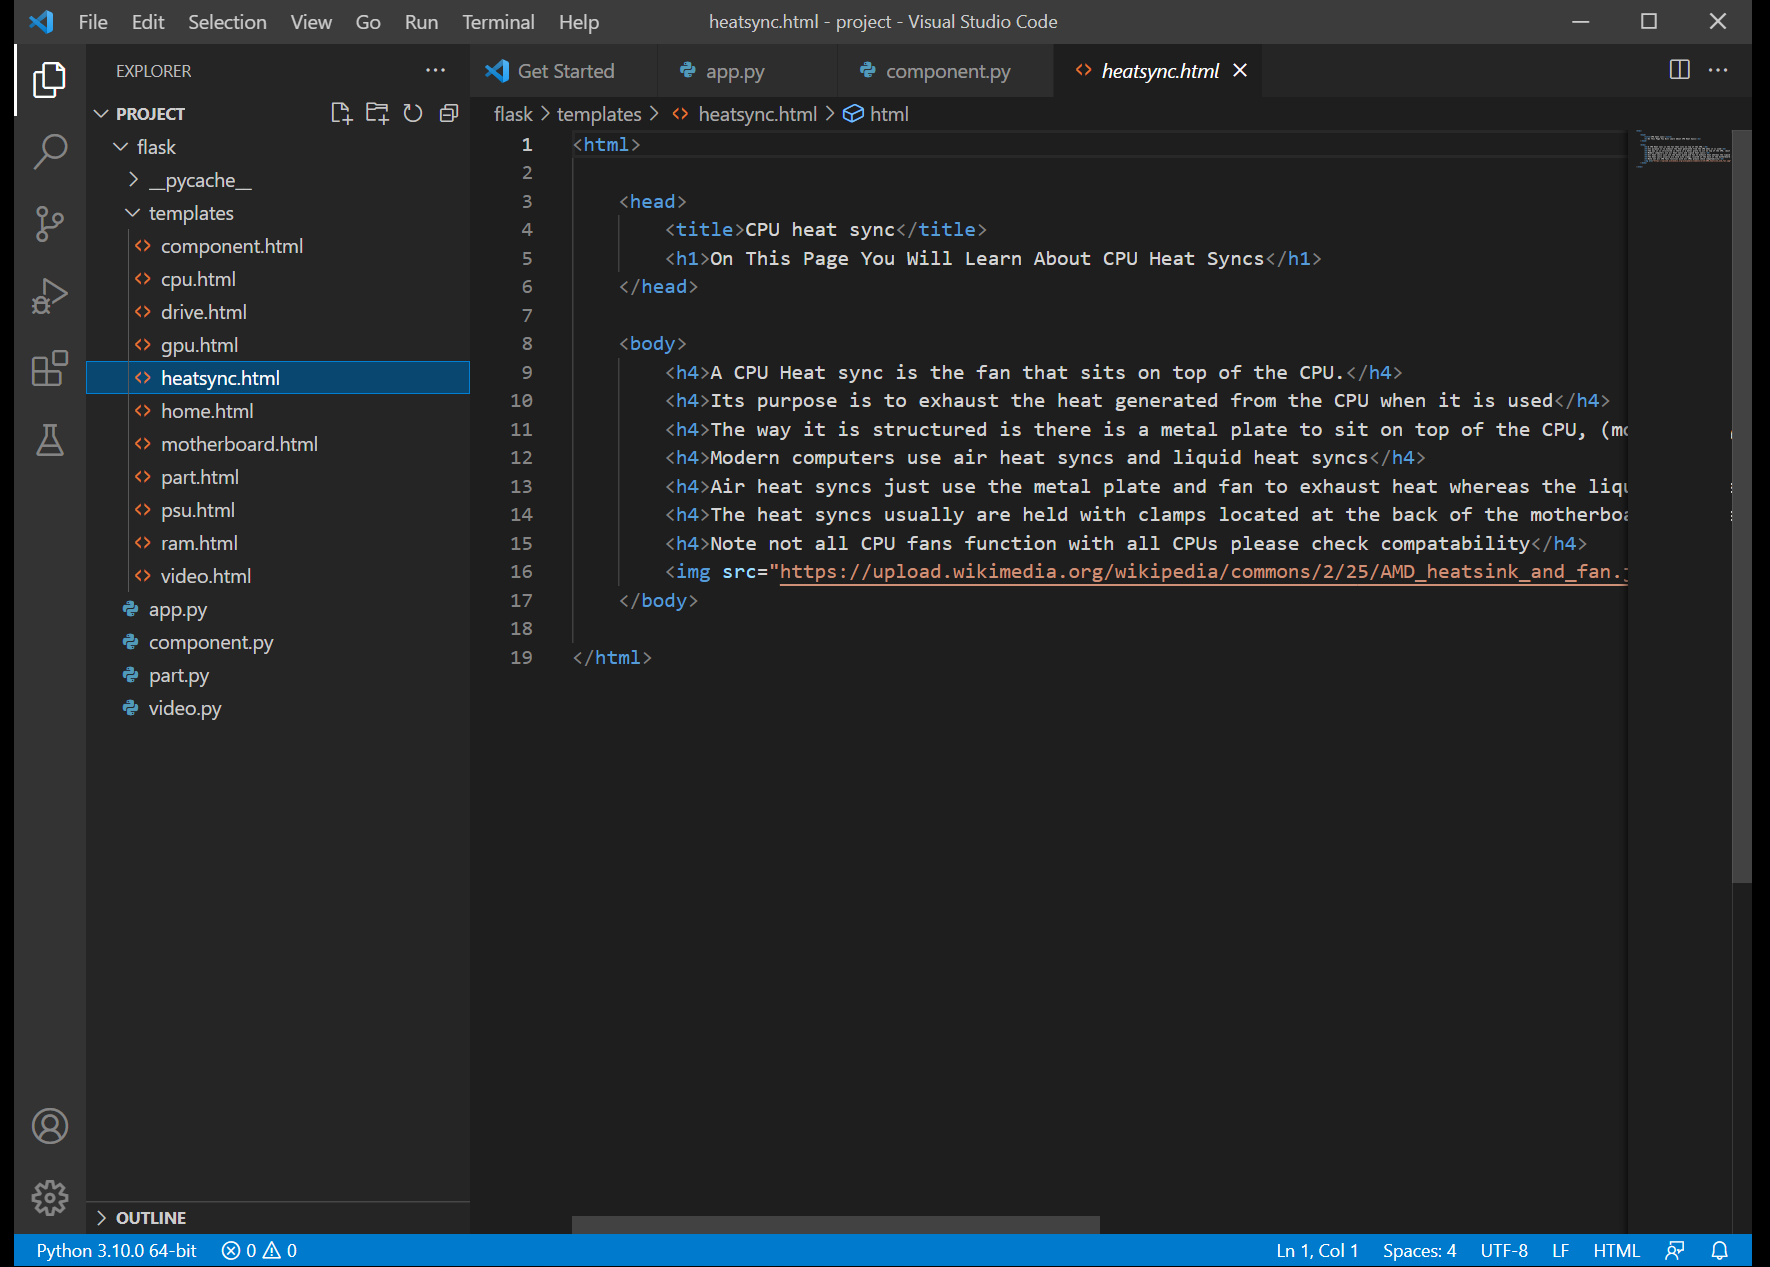 File Edit Selection View Go Run Terminal Help
heatsync.html - project - Visual Studio Code
EXPLORER
PROJECT
flask
__pycache__
templates
component.html
cpu.html
drive.html
gpu.html
heatsync.html
home.html
motherboard.html
part.html
psu.html
ram.html
video.html
app.py
component.py
part.py
video.py
OUTLINE
Get Started app.py component.py heatsync.html
flask > templates > heatsync.html > html
1 <html>
2
3 <head>
4 <title>CPU heat sync</title>
5 <h1>On This Page You Will Learn About CPU Heat Syncs</h1>
6 </head>
7
8 <body>
9 <h4>A CPU Heat sync is the fan that sits on top of the CPU.</h4>
10 <h4>Its purpose is to exhaust the heat generated from the CPU when it is used</h4>
11 <h4>The way it is structured is there is a metal plate to sit on top of the CPU, (mo
12 <h4>Modern computers use air heat syncs and liquid heat syncs</h4>
13 <h4>Air heat syncs just use the metal plate and fan to exhaust heat whereas the liqu
14 <h4>The heat syncs usually are held with clamps located at the back of the motherboa
15 <h4>Note not all CPU fans function with all CPUs please check compatability</h4>
16 <img src="https://upload.wikimedia.org/wikipedia/commons/2/25/AMD_heatsink_and_fan.j
17 </body>
18
19 </html>
Python 3.10.0 64-bit 0 0 Ln 1, Col 1 Spaces: 4 UTF-8 LF HTML